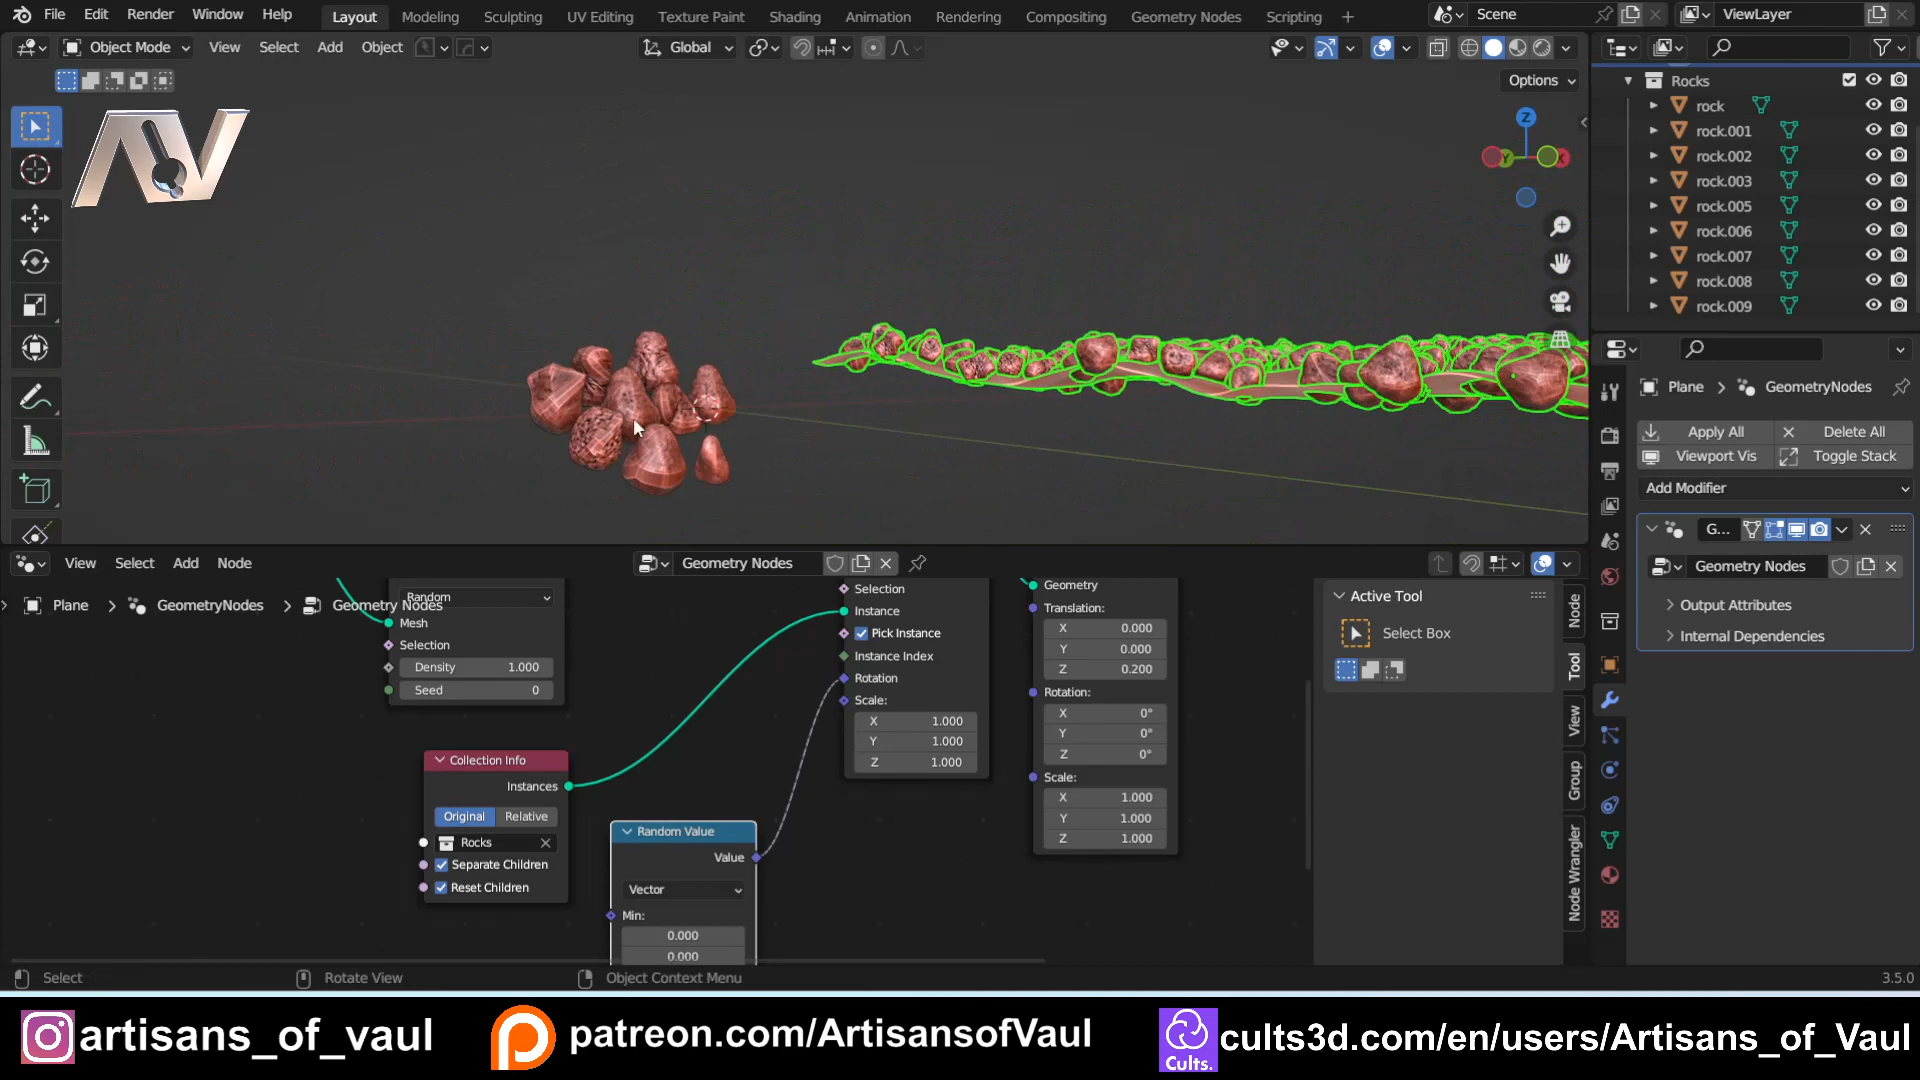 File Edit Render Window Help Layout Modeling Sculpting UV Editing Texture Paint Shading Animation Rendering Compositing Geometry Nodes Scripting + Scene ViewLayer
Object Mode View Select Add Object Global
Options
AV
Z
Y
X
Rocks
rock
rock.001
rock.002
rock.003
rock.005
rock.006
rock.007
rock.008
rock.009
Plane > GeometryNodes
Apply All Delete All
Viewport Vis Toggle Stack
Add Modifier
G...
Geometry Nodes
Output Attributes
Internal Dependencies
View Select Add Node Geometry Nodes
Plane > GeometryNodes > Geometry Nodes
Random
Mesh
Selection
Density 1.000
Seed 0
Collection Info
Instances
Original Relative
Rocks
Separate Children
Reset Children
Random Value
Value
Vector
Min:
0.000
0.000
Selection
Instance
Pick Instance
Instance Index
Rotation
Scale:
X 1.000
Y 1.000
Z 1.000
Geometry
Translation:
X 0.000
Y 0.000
Z 0.200
Rotation:
X 0°
Y 0°
Z 0°
Scale:
X 1.000
Y 1.000
Z 1.000
Active Tool
Select Box
Node
Tool
View
Group
Node Wrangler
Select Rotate View Object Context Menu 3.5.0
artisans_of_vaul patreon.com/ArtisansofVaul Cults. cults3d.com/en/users/Artisans_of_Vaul